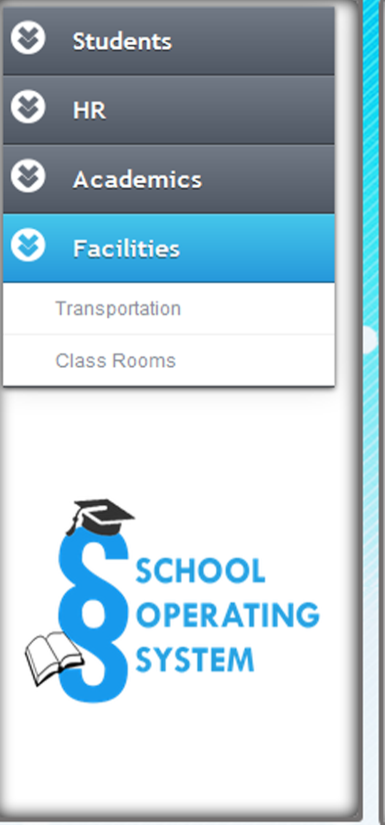 Students
HR
Academics
Facilities
Transportation
Class Rooms
SCHOOL
OPERATING
SYSTEM